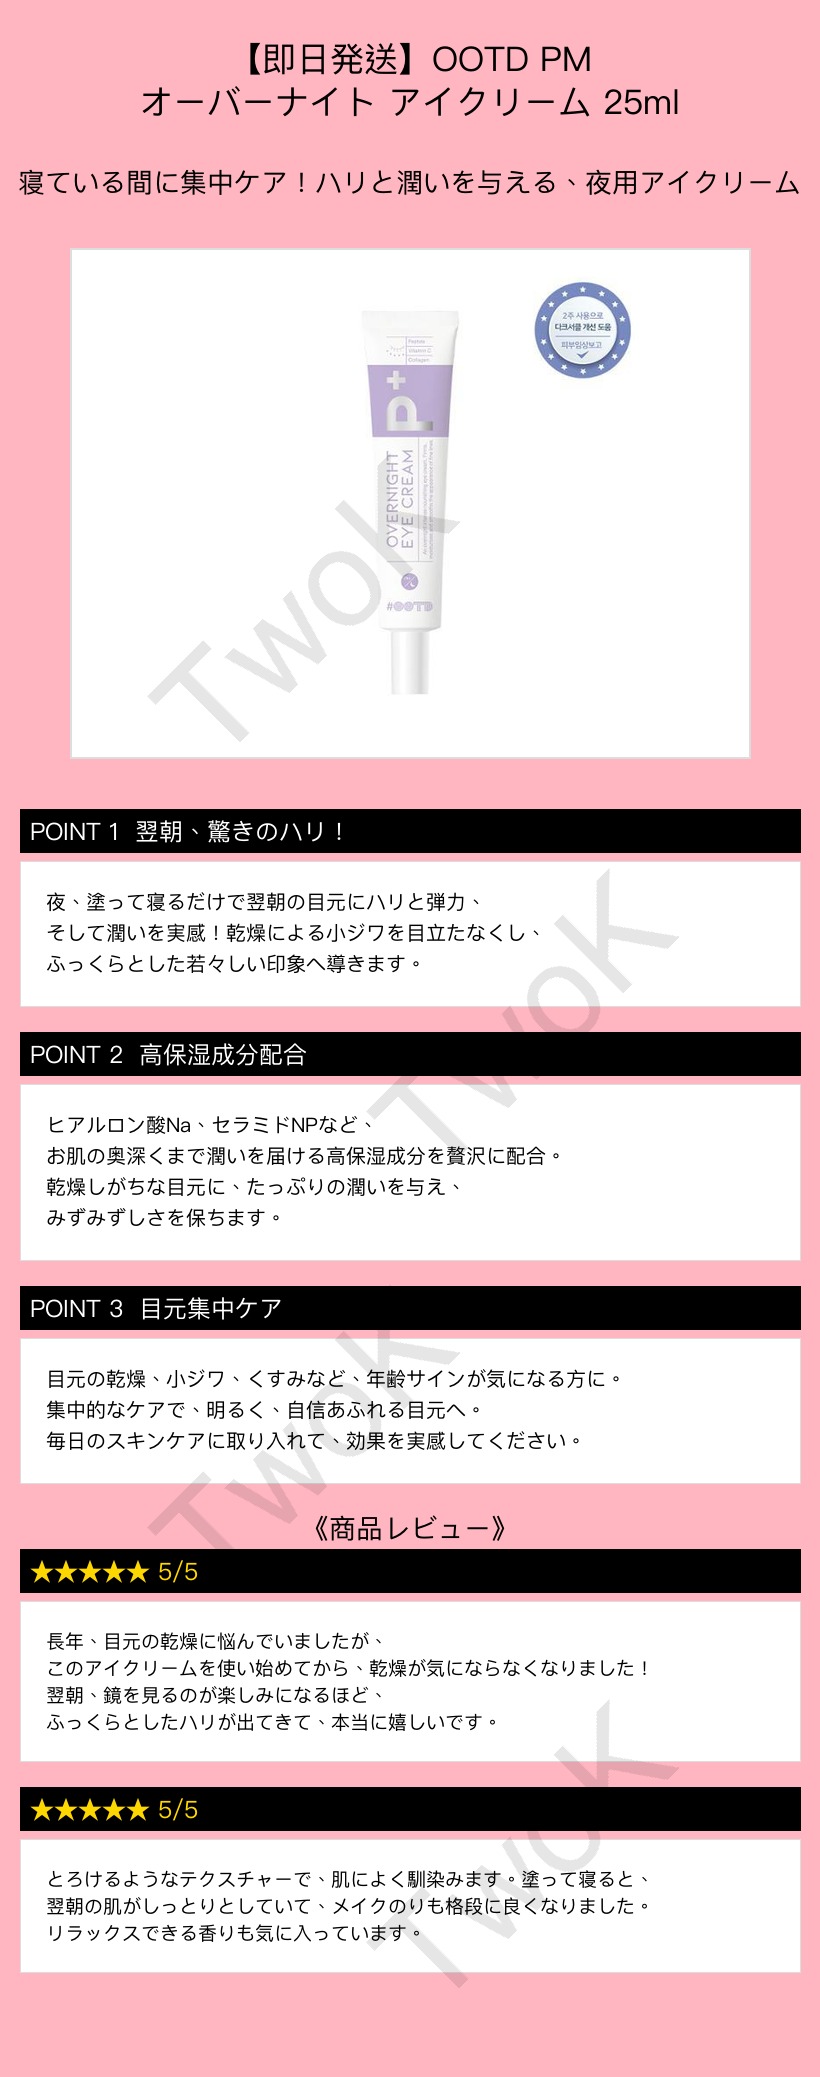 【即日発送】OOTD PM
オーバーナイト アイクリーム 25ml
寝ている間に集中ケア！ハリと潤いを与える、夜用アイクリーム
2주 사용으로
다크서클 개선 도움
피부임상보고
Peptide
Vitamin C
Collagen
P+
OVERNIGHT
EYE CREAM
#OOTD
TwoK
POINT 1 翌朝、驚きのハリ！
夜、塗って寝るだけで翌朝の目元にハリと弾力、
そして潤いを実感！乾燥による小ジワを目立たなくし、
ふっくらとした若々しい印象へ導きます。
TwoK
POINT 2 高保湿成分配合
ヒアルロン酸Na、セラミドNPなど、
お肌の奥深くまで潤いを届ける高保湿成分を贅沢に配合。
乾燥しがちな目元に、たっぷりの潤いを与え、
みずみずしさを保ちます。
POINT 3 目元集中ケア
目元の乾燥、小ジワ、くすみなど、年齢サインが気になる方に。
集中的なケアで、明るく、自信あふれる目元へ。
毎日のスキンケアに取り入れて、効果を実感してください。
TwoK
《商品レビュー》
★★★★★ 5/5
長年、目元の乾燥に悩んでいましたが、
このアイクリームを使い始めてから、乾燥が気にならなくなりました！
翌朝、鏡を見るのが楽しみになるほど、
ふっくらとしたハリが出てきて、本当に嬉しいです。
★★★★★ 5/5
とろけるようなテクスチャーで、肌によく馴染みます。塗って寝ると、
翌朝の肌がしっとりとしていて、メイクのりも格段に良くなりました。
リラックスできる香りも気に入っています。
TwoK